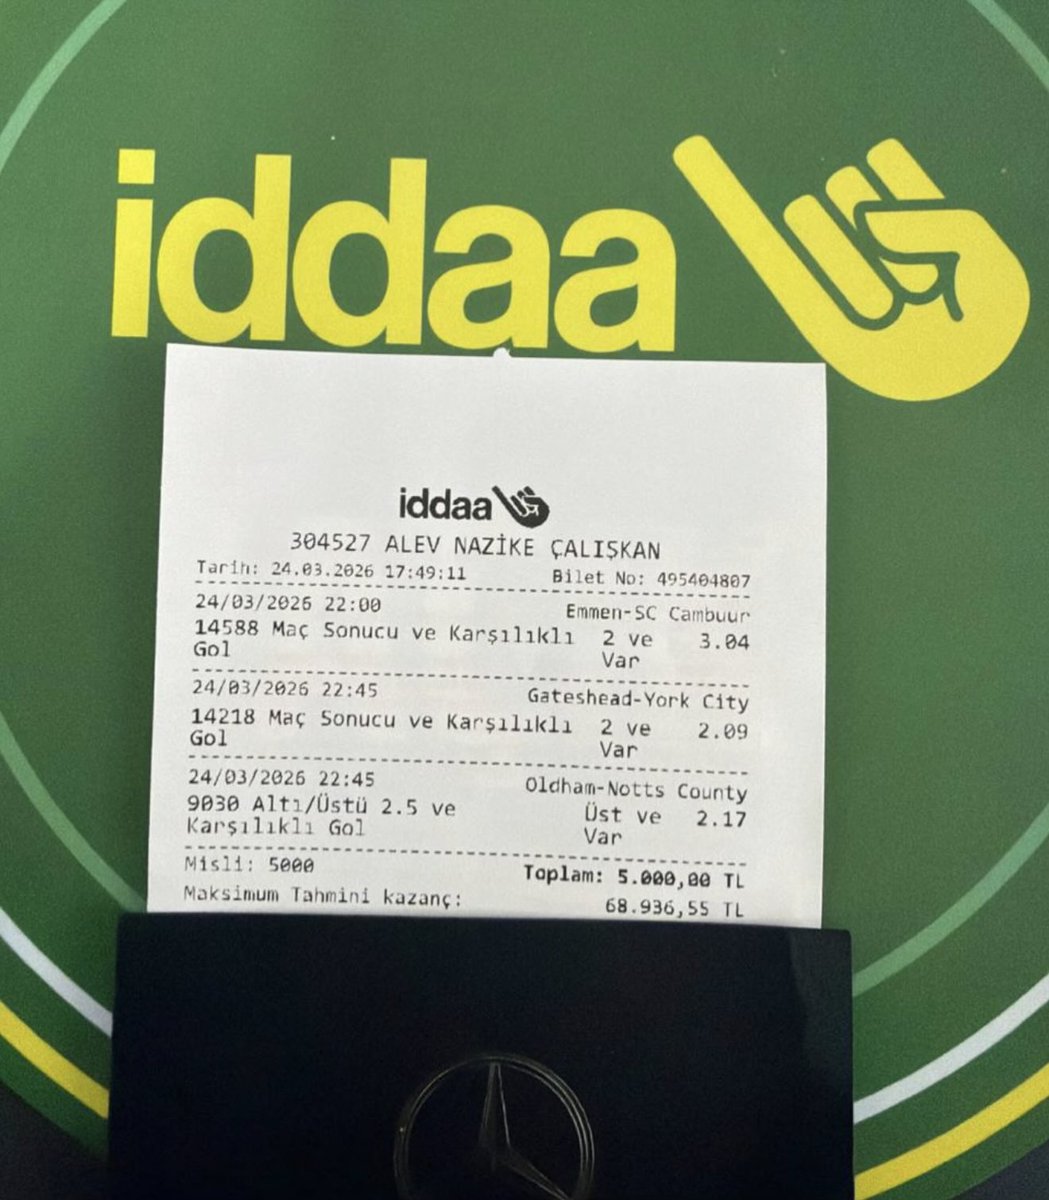 iddaa
iddaa
304527 ALEV NAZİKE ÇALIŞKAN
Tarih: 24.03.2026 17:49:11 Bilet No: 495404807
24/03/2026 22:00 Emmen-SC Cambuur
14588 Maç Sonucu ve Karşılıklı 2 ve 3.04
Gol Var
24/03/2026 22:45 Gateshead-York City
14218 Maç Sonucu ve Karşılıklı 2 ve 2.09
Gol Var
24/03/2026 22:45 Oldham-Notts County
9030 Altı/Üstü 2.5 ve Üst ve 2.17
Karşılıklı Gol Var
Misli: 5000 Toplam: 5.000,00 TL
Maksimum Tahmini kazanç: 68.936,55 TL